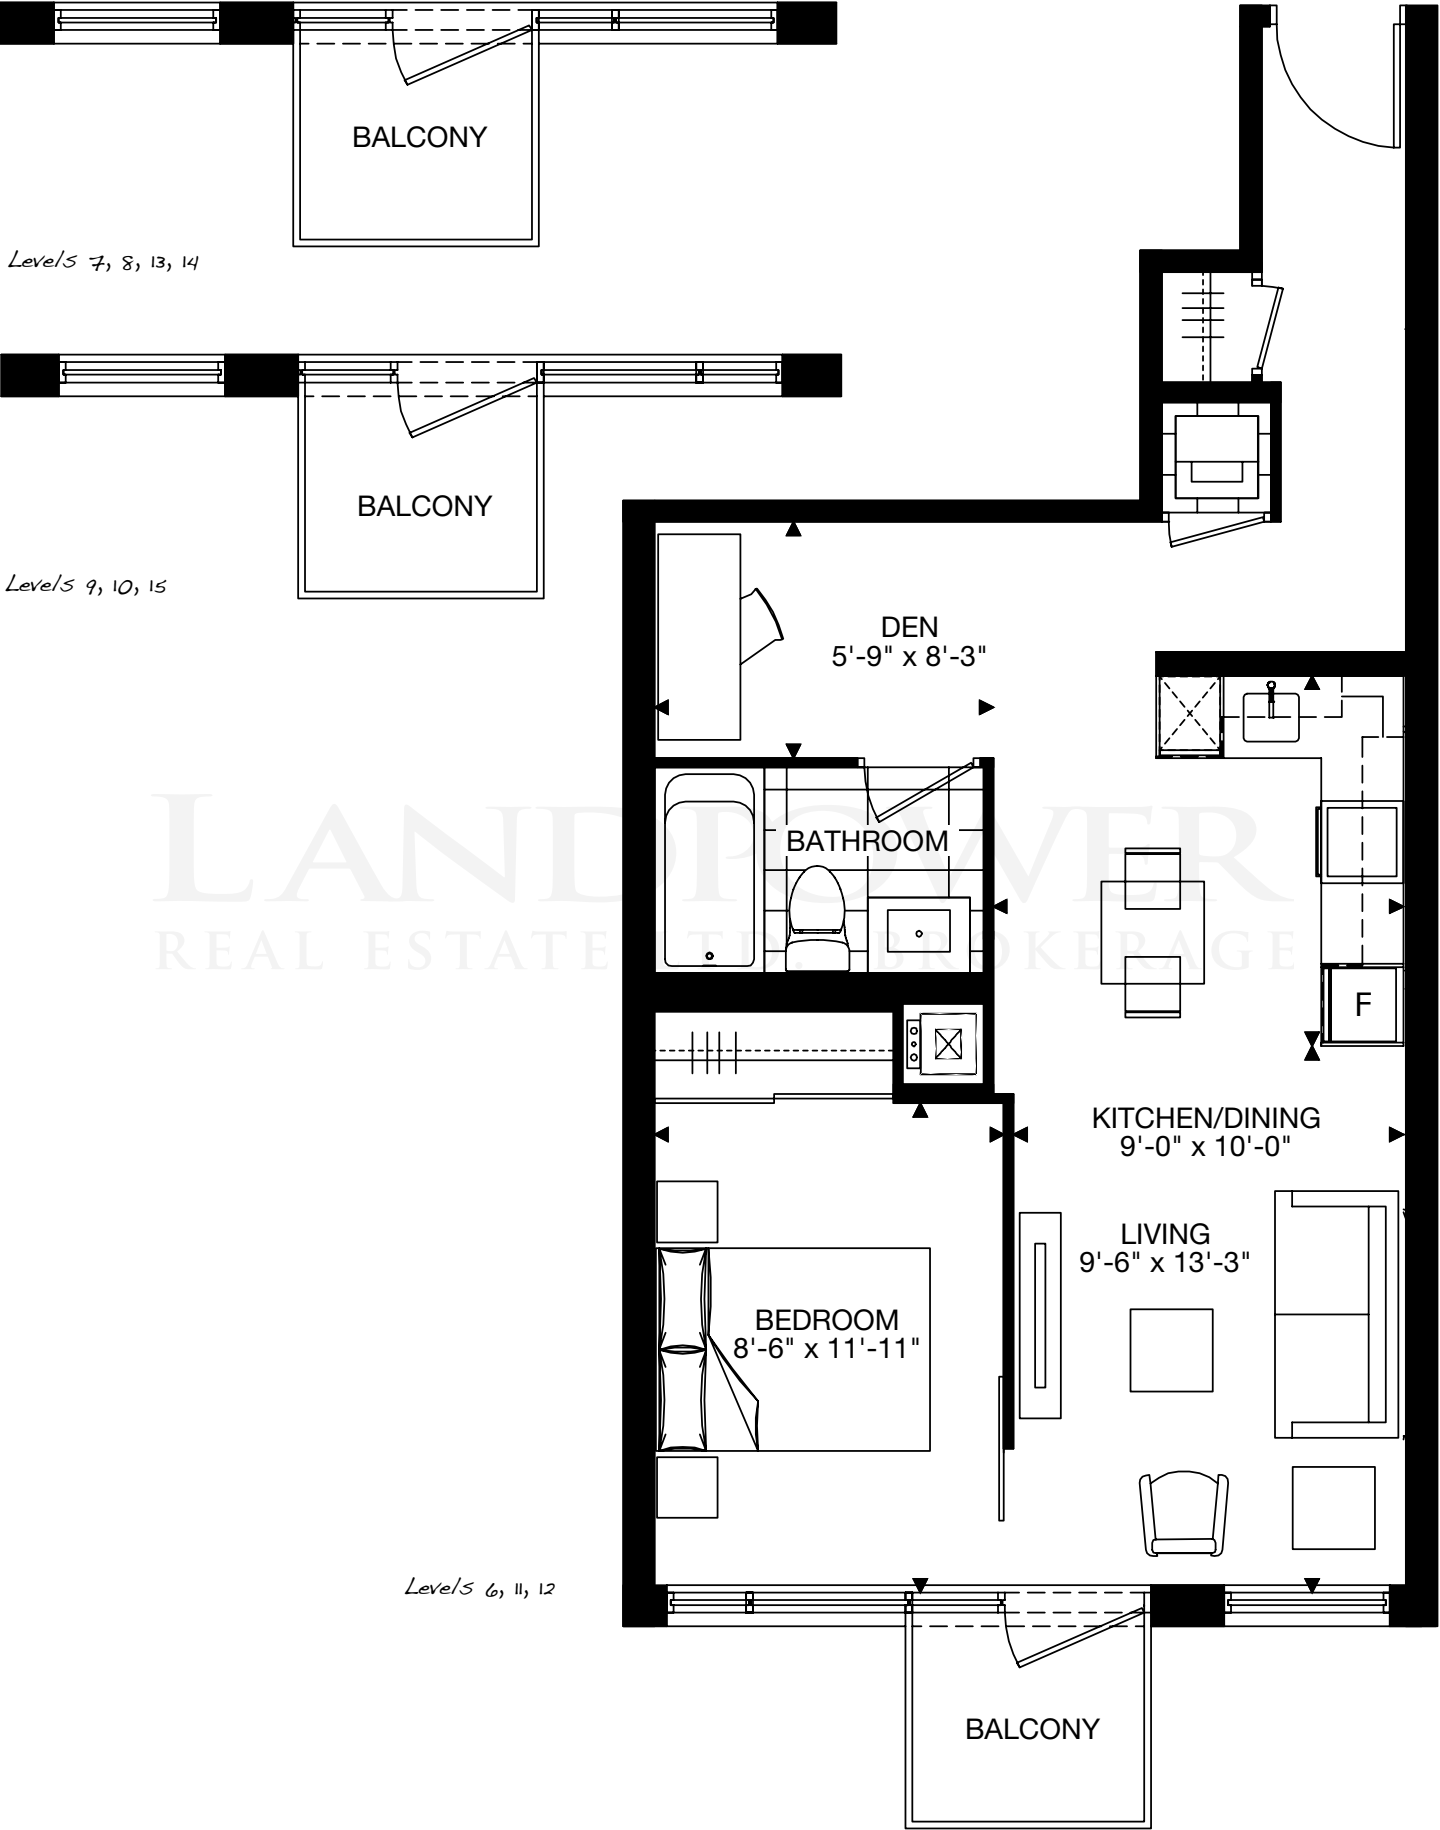 BALCONY
Levels 7, 8, 13, 14
BALCONY
Levels 9, 10, 15
DEN
5'-9" x 8'-3"
BATHROOM
LANDPOWER
REAL ESTATE LTD. BROKERAGE
F
KITCHEN/DINING
9'-0" x 10'-0"
LIVING
9'-6" x 13'-3"
BEDROOM
8'-6" x 11'-11"
Levels 6, 11, 12
BALCONY